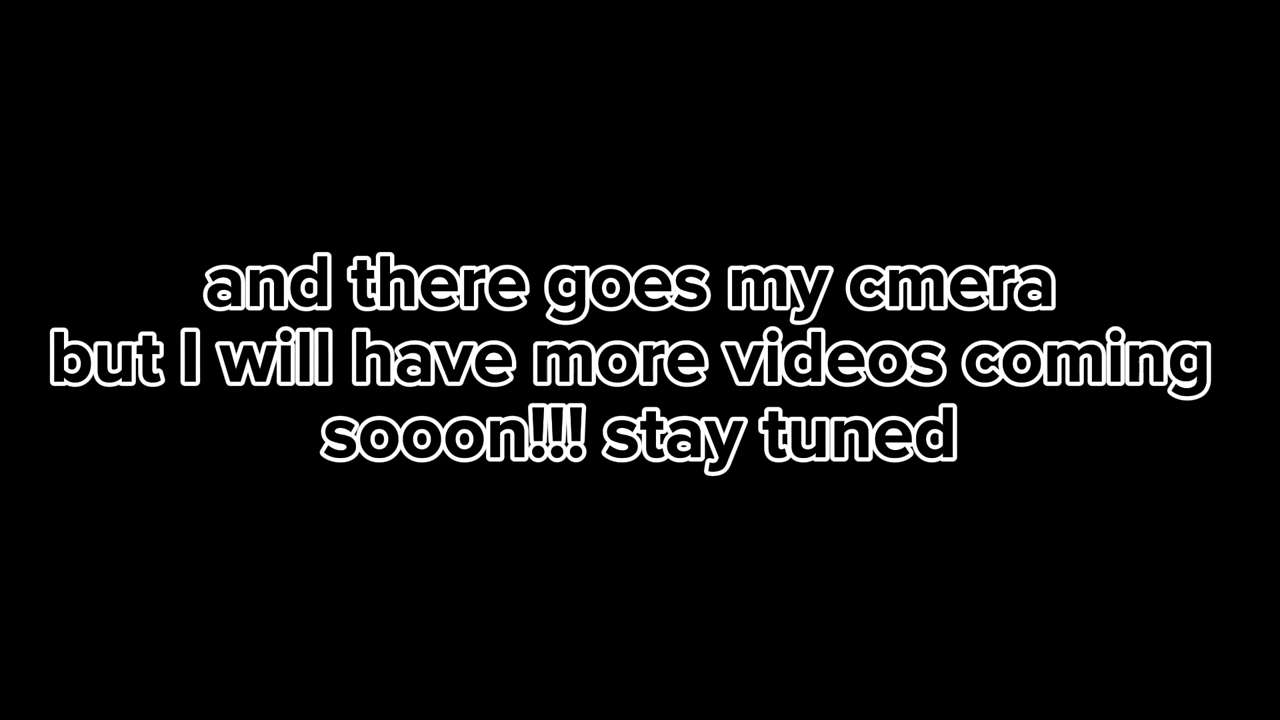 and there goes my cmera
but I will have more videos coming
sooon!!! stay tuned